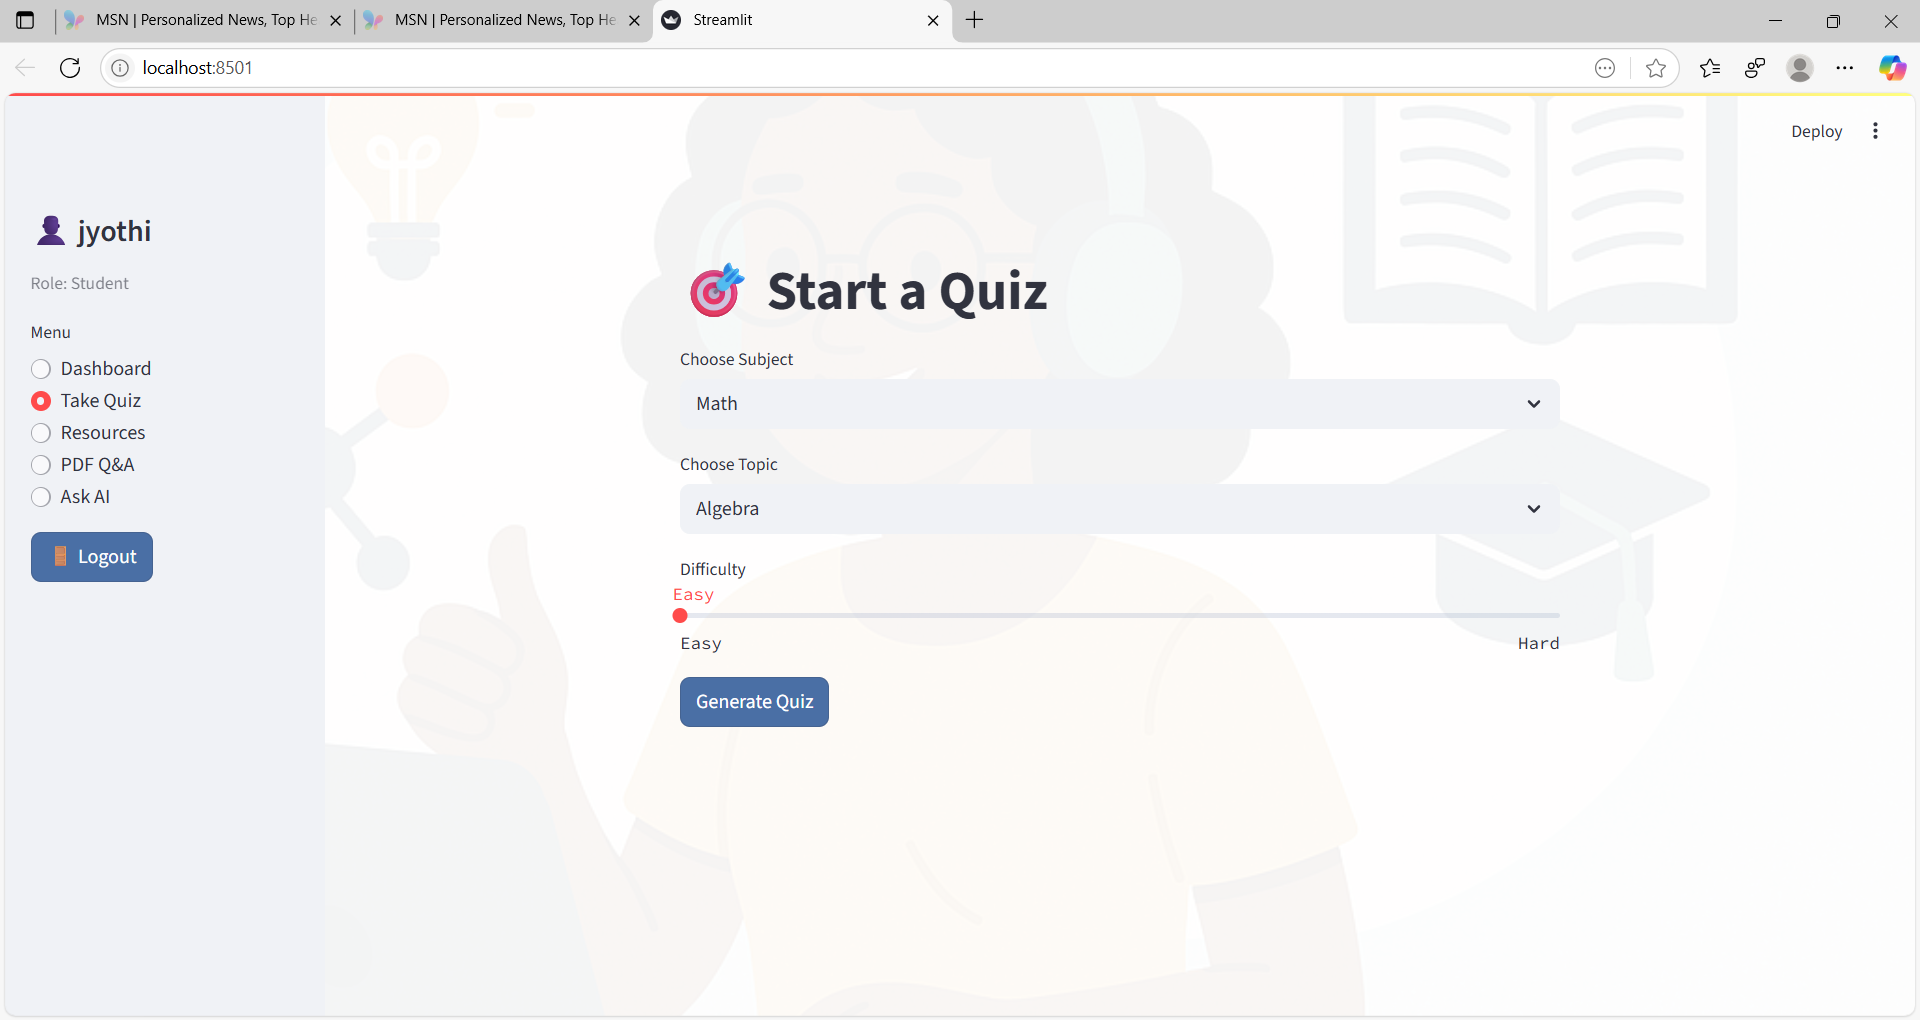 MSN | Personalized News, Top He
MSN | Personalized News, Top He
Streamlit
localhost:8501
Deploy
jyothi
Role: Student
Menu
Dashboard
Take Quiz
Resources
PDF Q&A
Ask AI
Logout
Start a Quiz
Choose Subject
Math
Choose Topic
Algebra
Difficulty
Easy
Easy Hard
Generate Quiz